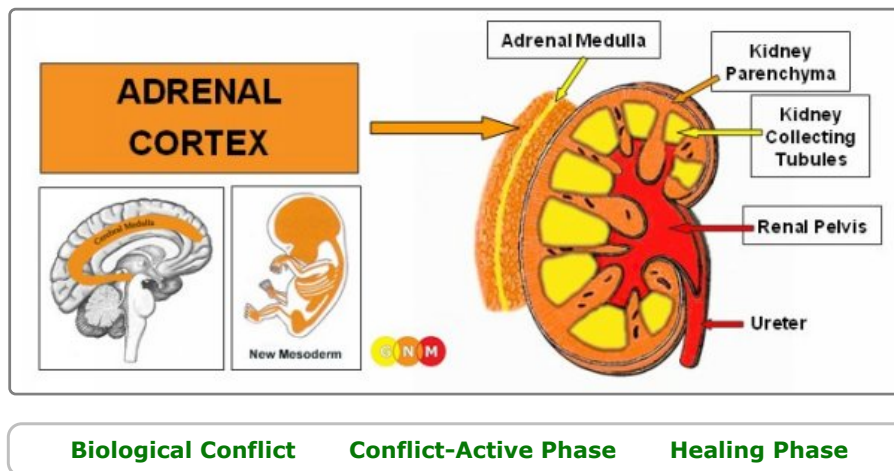 Adrenal Medulla
Kidney
Parenchyma
ADRENAL
CORTEX
Kidney
Collecting
Tubules
Cerebral Medulla
Renal Pelvis
New Mesoderm
G N M
Ureter
Biological Conflict Conflict-Active Phase Healing Phase